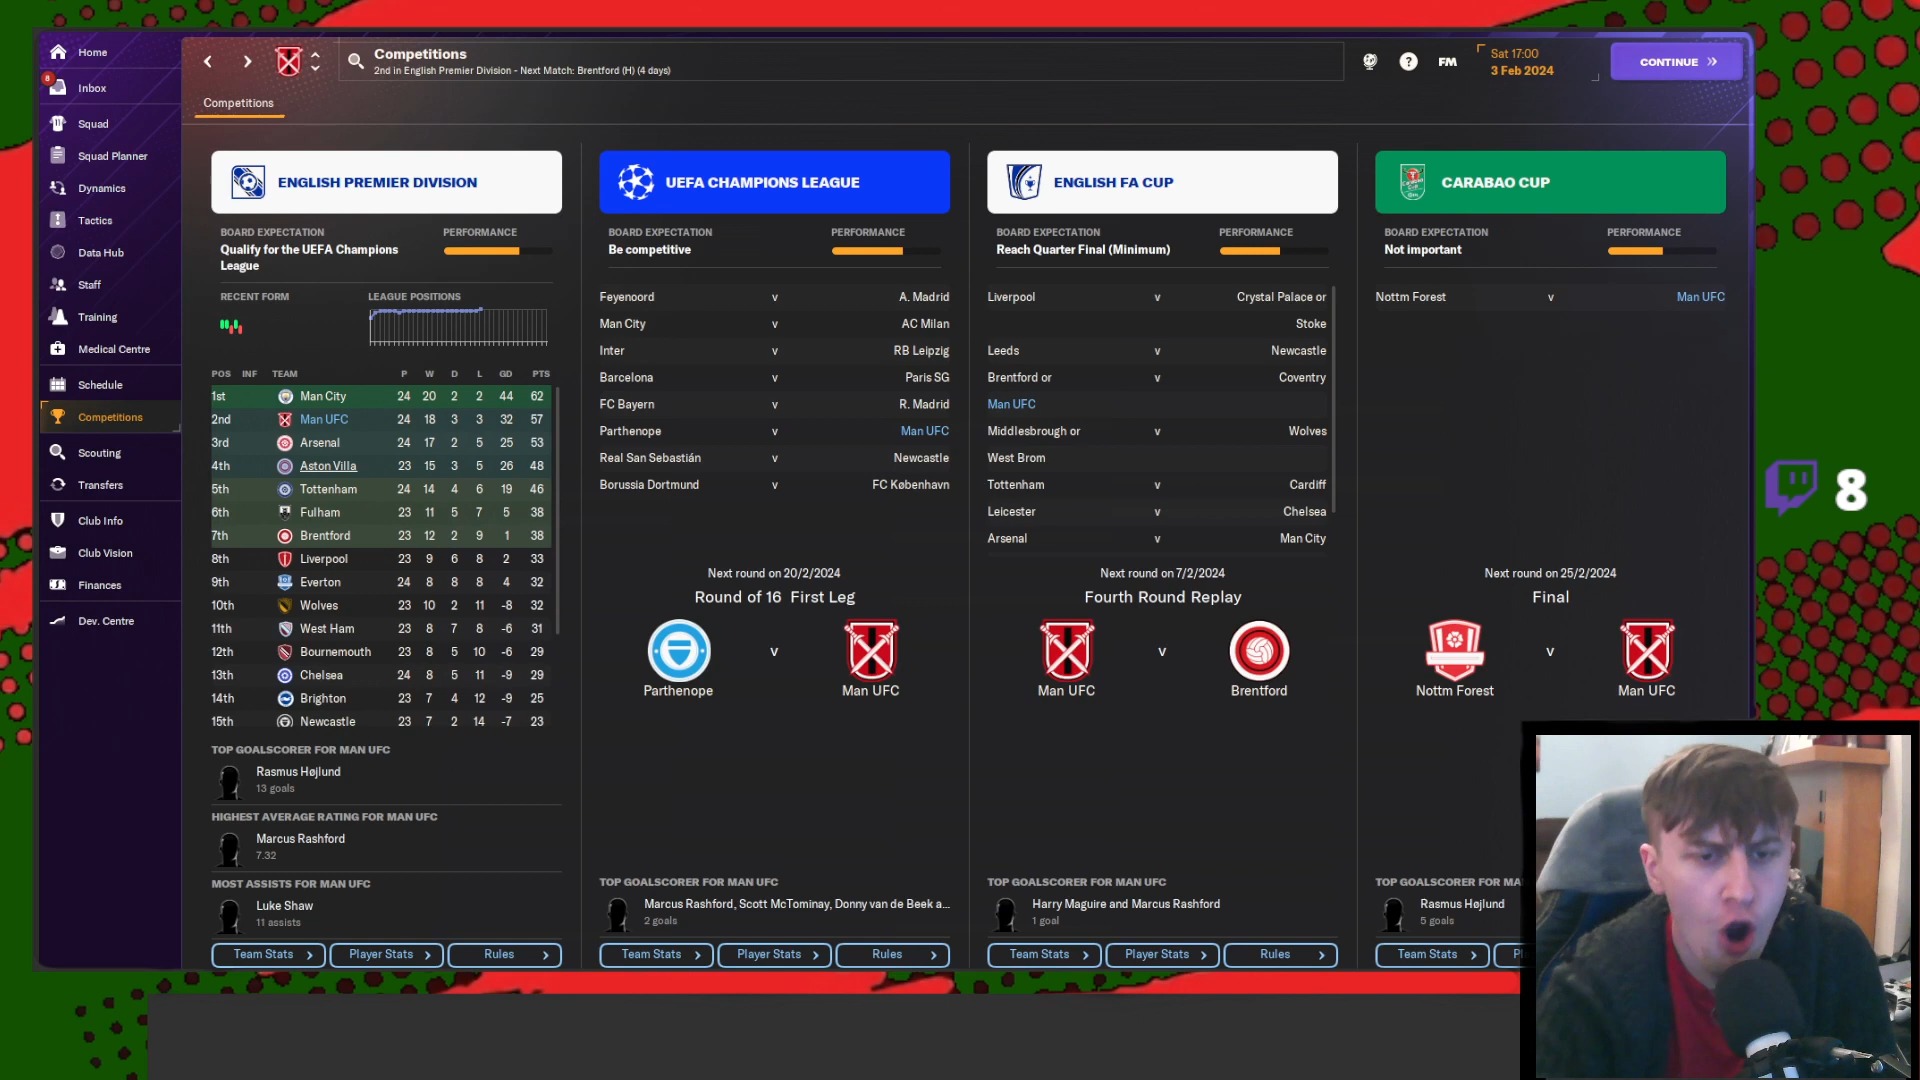 Home
8
Inbox
Squad
Squad Planner
Dynamics
Tactics
Data Hub
Staff
Training
Medical Centre
Schedule
Competitions
Scouting
Transfers
Club Info
Club Vision
Finances
Dev. Centre
Competitions
2nd in English Premier Division - Next Match: Brentford (H) (4 days)
?
FM
Sat 17:00
3 Feb 2024
CONTINUE
Competitions
ENGLISH PREMIER DIVISION
BOARD EXPECTATION PERFORMANCE
Qualify for the UEFA Champions
League
RECENT FORM LEAGUE POSITIONS
POS INF TEAM P W D L GD PTS
1st Man City 24 20 2 2 44 62
2nd Man UFC 24 18 3 3 32 57
3rd Arsenal 24 17 2 5 25 53
4th Aston Villa 23 15 3 5 26 48
5th Tottenham 24 14 4 6 19 46
6th Fulham 23 11 5 7 5 38
7th Brentford 23 12 2 9 1 38
8th Liverpool 23 9 6 8 2 33
9th Everton 24 8 8 8 4 32
10th Wolves 23 10 2 11 -8 32
11th West Ham 23 8 7 8 -6 31
12th Bournemouth 23 8 5 10 -6 29
13th Chelsea 24 8 5 11 -9 29
14th Brighton 23 7 4 12 -9 25
15th Newcastle 23 7 2 14 -7 23
TOP GOALSCORER FOR MAN UFC
Rasmus Højlund
13 goals
HIGHEST AVERAGE RATING FOR MAN UFC
Marcus Rashford
7.32
MOST ASSISTS FOR MAN UFC
Luke Shaw
11 assists
Team Stats Player Stats Rules
UEFA CHAMPIONS LEAGUE
BOARD EXPECTATION PERFORMANCE
Be competitive
Feyenoord v A. Madrid
Man City v AC Milan
Inter v RB Leipzig
Barcelona v Paris SG
FC Bayern v R. Madrid
Parthenope v Man UFC
Real San Sebastián v Newcastle
Borussia Dortmund v FC København
Next round on 20/2/2024
Round of 16 First Leg
v
Parthenope Man UFC
TOP GOALSCORER FOR MAN UFC
Marcus Rashford, Scott McTominay, Donny van de Beek a...
2 goals
Team Stats Player Stats Rules
ENGLISH FA CUP
BOARD EXPECTATION PERFORMANCE
Reach Quarter Final (Minimum)
Liverpool v Crystal Palace or
Stoke
Leeds v Newcastle
Brentford or v Coventry
Man UFC
Middlesbrough or v Wolves
West Brom
Tottenham v Cardiff
Leicester v Chelsea
Arsenal v Man City
Next round on 7/2/2024
Fourth Round Replay
v
Man UFC Brentford
TOP GOALSCORER FOR MAN UFC
Harry Maguire and Marcus Rashford
1 goal
Team Stats Player Stats Rules
CARABAO CUP
BOARD EXPECTATION PERFORMANCE
Not important
Nottm Forest v Man UFC
Next round on 25/2/2024
Final
v
Nottm Forest Man UFC
TOP GOALSCORER FOR MA
Rasmus Højlund
5 goals
Team Stats
8